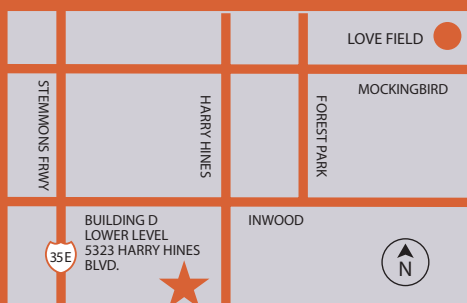 LOVE FIELD
MOCKINGBIRD
STEMMONS FRWY
HARRY HINES
FOREST PARK
BUILDING D
LOWER LEVEL
5323 HARRY HINES
BLVD.
INWOOD
35E
N